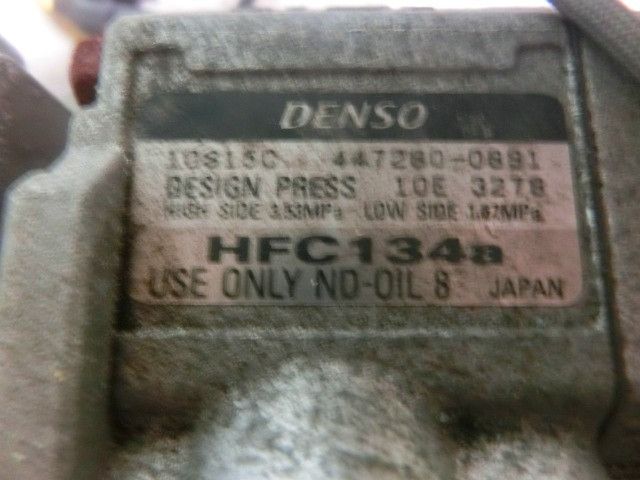 DENSO
10S15C 447280-0891
DESIGN PRESS 10E 3278
HIGH SIDE 3.53MPa LOW SIDE 1.67MPa
HFC134a
USE ONLY ND-OIL 8 JAPAN